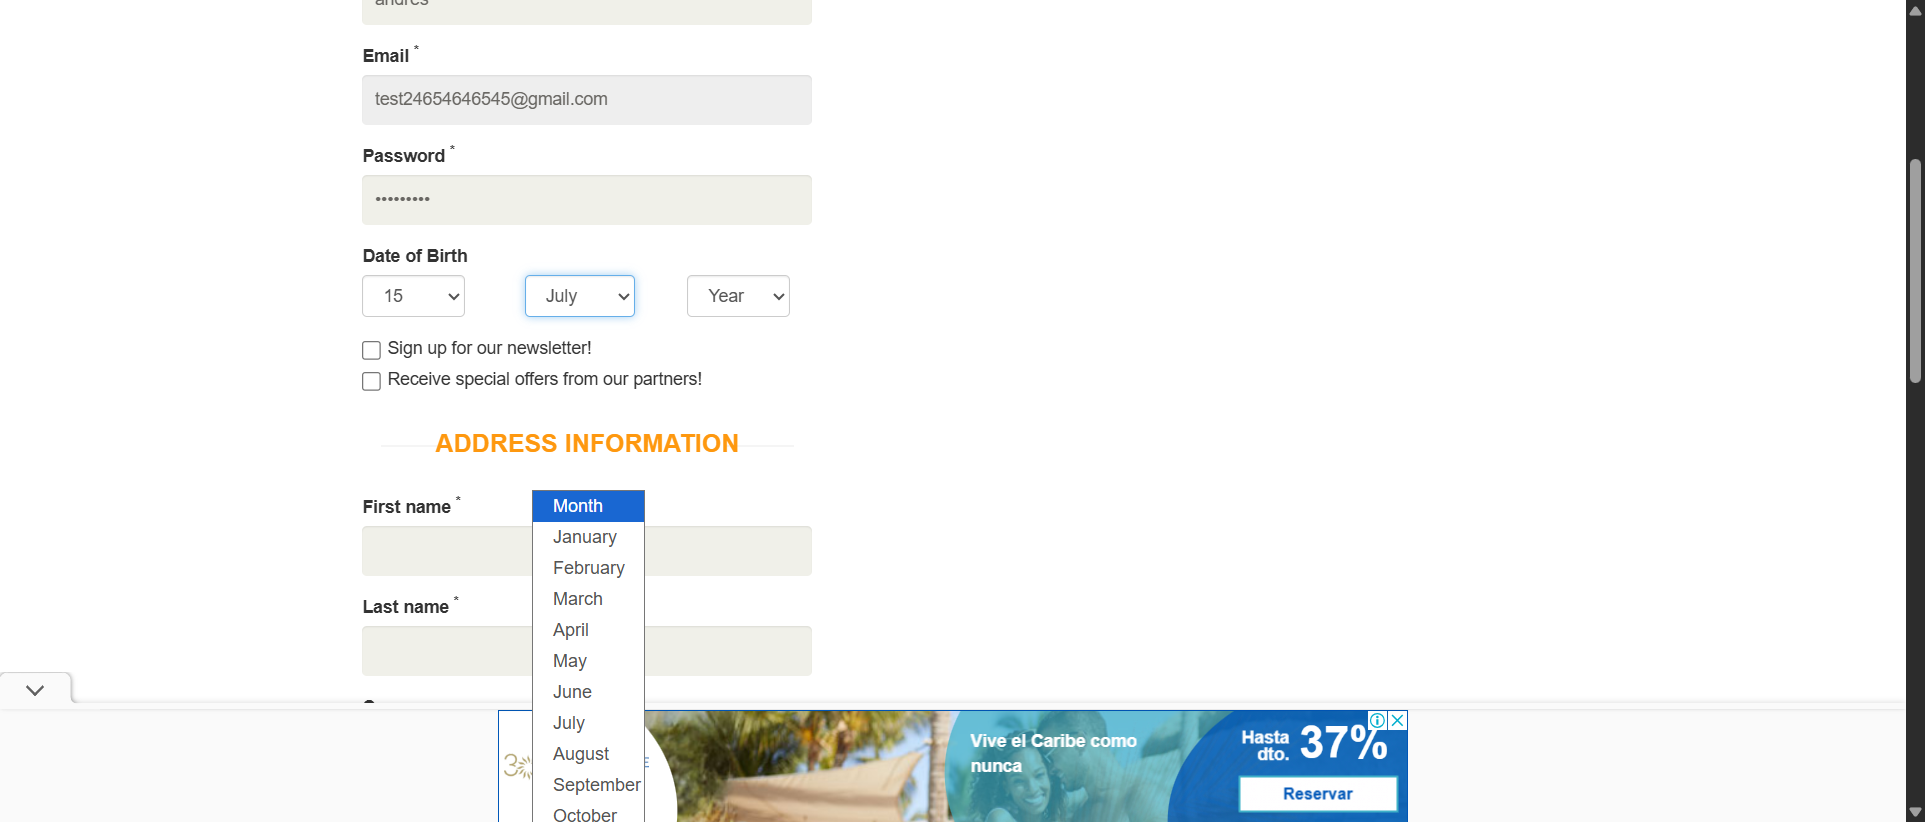 andres
Email *
test24654646545@gmail.com
Password *
•••••••••
Date of Birth
15
July
Year
Sign up for our newsletter!
Receive special offers from our partners!
ADDRESS INFORMATION
First name *
Month
January
February
March
April
May
June
July
August
September
October
Last name *
Vive el Caribe como
nunca
Hasta
dto.
37%
Reservar